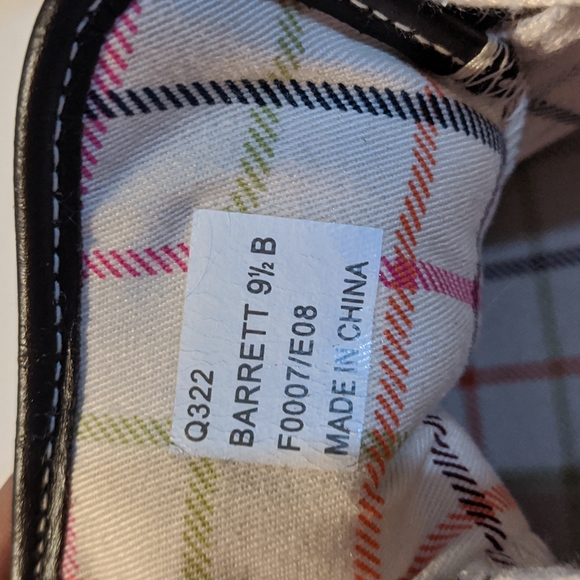 Q322
BARRETT 9½ B
F0007/E08
MADE IN CHINA